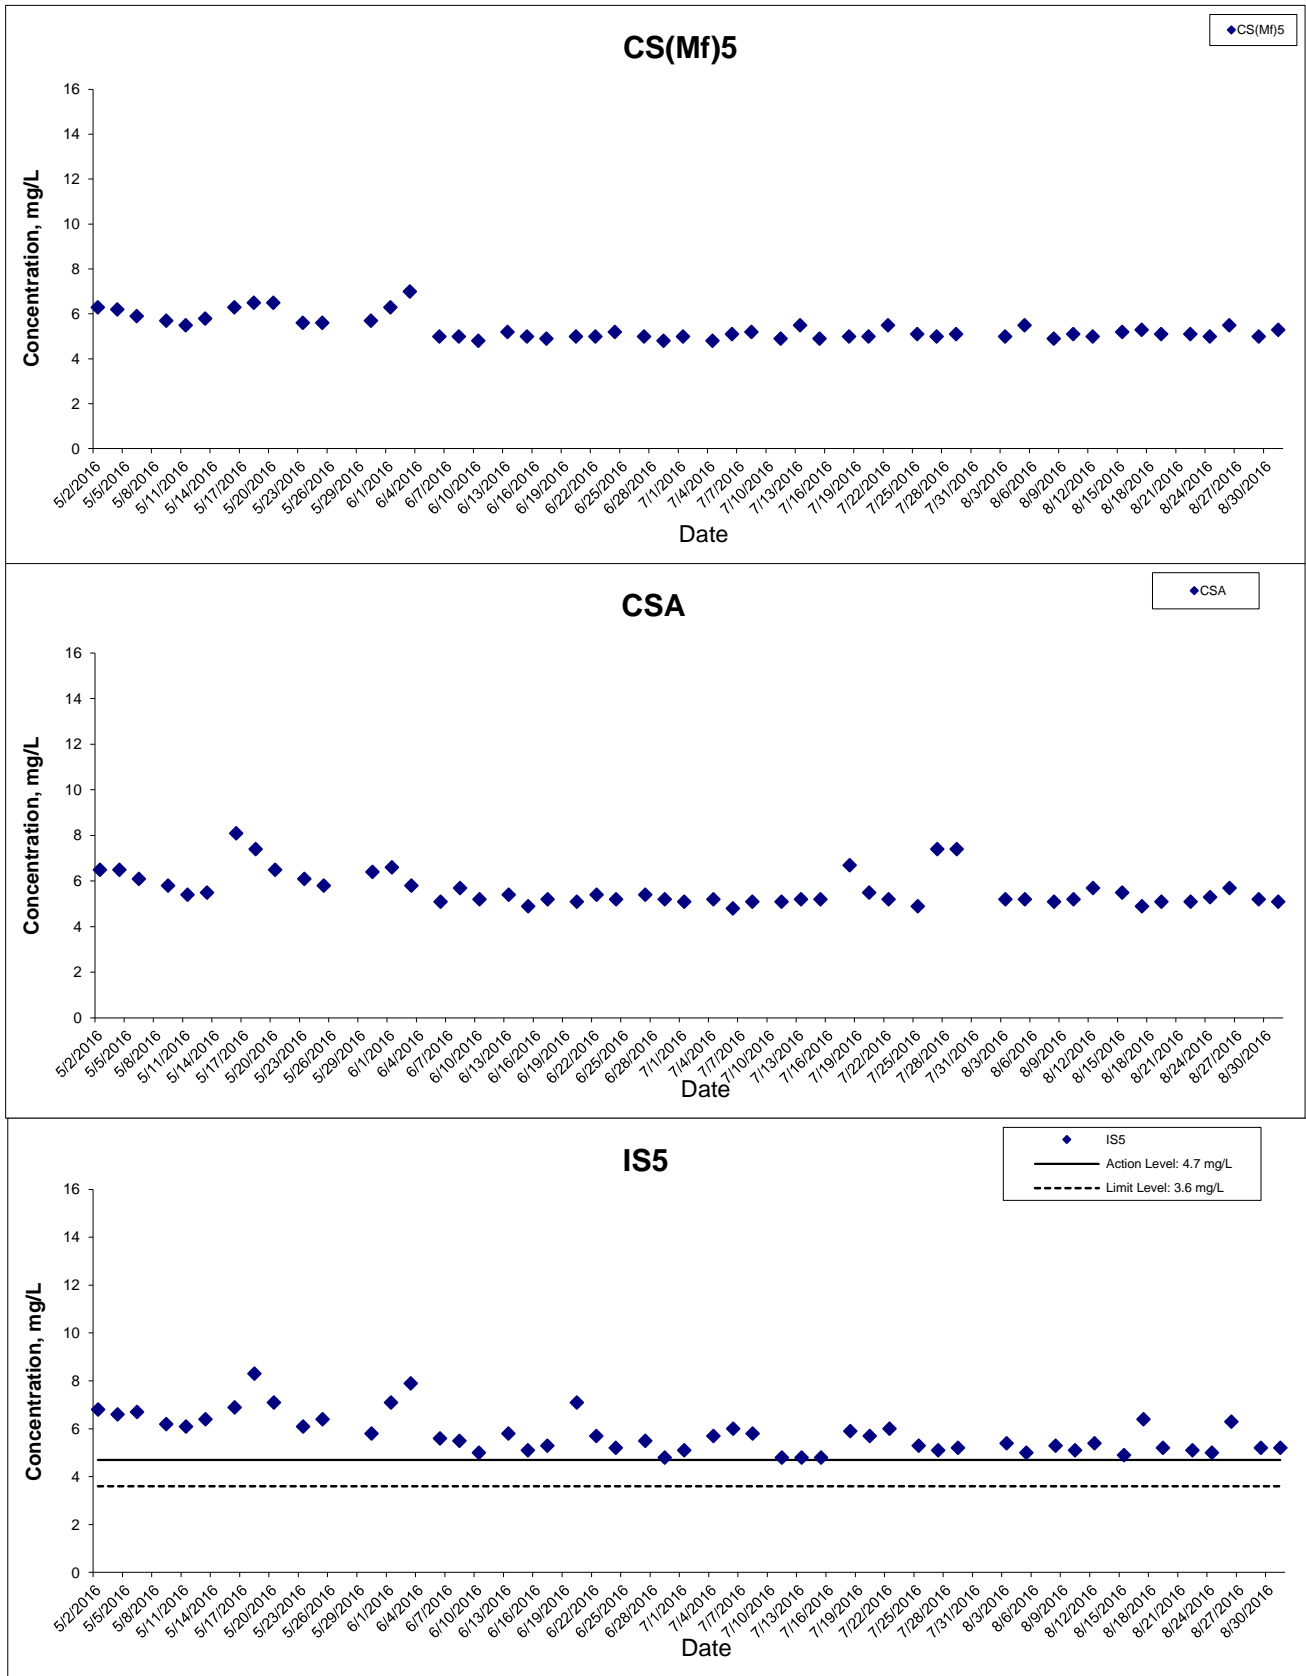 CS(Mf)5
CS(Mf)5
16
14
12
10
8
6
4
2
0
Concentration, mg/L
5/2/2016 5/5/2016 5/8/2016 5/11/2016 5/14/2016 5/17/2016 5/20/2016 5/23/2016 5/26/2016 5/29/2016 6/1/2016 6/4/2016 6/7/2016 6/10/2016 6/13/2016 6/16/2016 6/19/2016 6/22/2016 6/25/2016 6/28/2016 7/1/2016 7/4/2016 7/7/2016 7/10/2016 7/13/2016 7/16/2016 7/19/2016 7/22/2016 7/25/2016 7/28/2016 7/31/2016 8/3/2016 8/6/2016 8/9/2016 8/12/2016 8/15/2016 8/18/2016 8/21/2016 8/24/2016 8/27/2016 8/30/2016
Date
CSA
CSA
16
14
12
10
8
6
4
2
0
Concentration, mg/L
5/2/2016 5/5/2016 5/8/2016 5/11/2016 5/14/2016 5/17/2016 5/20/2016 5/23/2016 5/26/2016 5/29/2016 6/1/2016 6/4/2016 6/7/2016 6/10/2016 6/13/2016 6/16/2016 6/19/2016 6/22/2016 6/25/2016 6/28/2016 7/1/2016 7/4/2016 7/7/2016 7/10/2016 7/13/2016 7/16/2016 7/19/2016 7/22/2016 7/25/2016 7/28/2016 7/31/2016 8/3/2016 8/6/2016 8/9/2016 8/12/2016 8/15/2016 8/18/2016 8/21/2016 8/24/2016 8/27/2016 8/30/2016
Date
IS5
IS5
Action Level: 4.7 mg/L
Limit Level: 3.6 mg/L
16
14
12
10
8
6
4
2
0
Concentration, mg/L
5/2/2016 5/5/2016 5/8/2016 5/11/2016 5/14/2016 5/17/2016 5/20/2016 5/23/2016 5/26/2016 5/29/2016 6/1/2016 6/4/2016 6/7/2016 6/10/2016 6/13/2016 6/16/2016 6/19/2016 6/22/2016 6/25/2016 6/28/2016 7/1/2016 7/4/2016 7/7/2016 7/10/2016 7/13/2016 7/16/2016 7/19/2016 7/22/2016 7/25/2016 7/28/2016 7/31/2016 8/3/2016 8/6/2016 8/9/2016 8/12/2016 8/15/2016 8/18/2016 8/21/2016 8/24/2016 8/27/2016 8/30/2016
Date